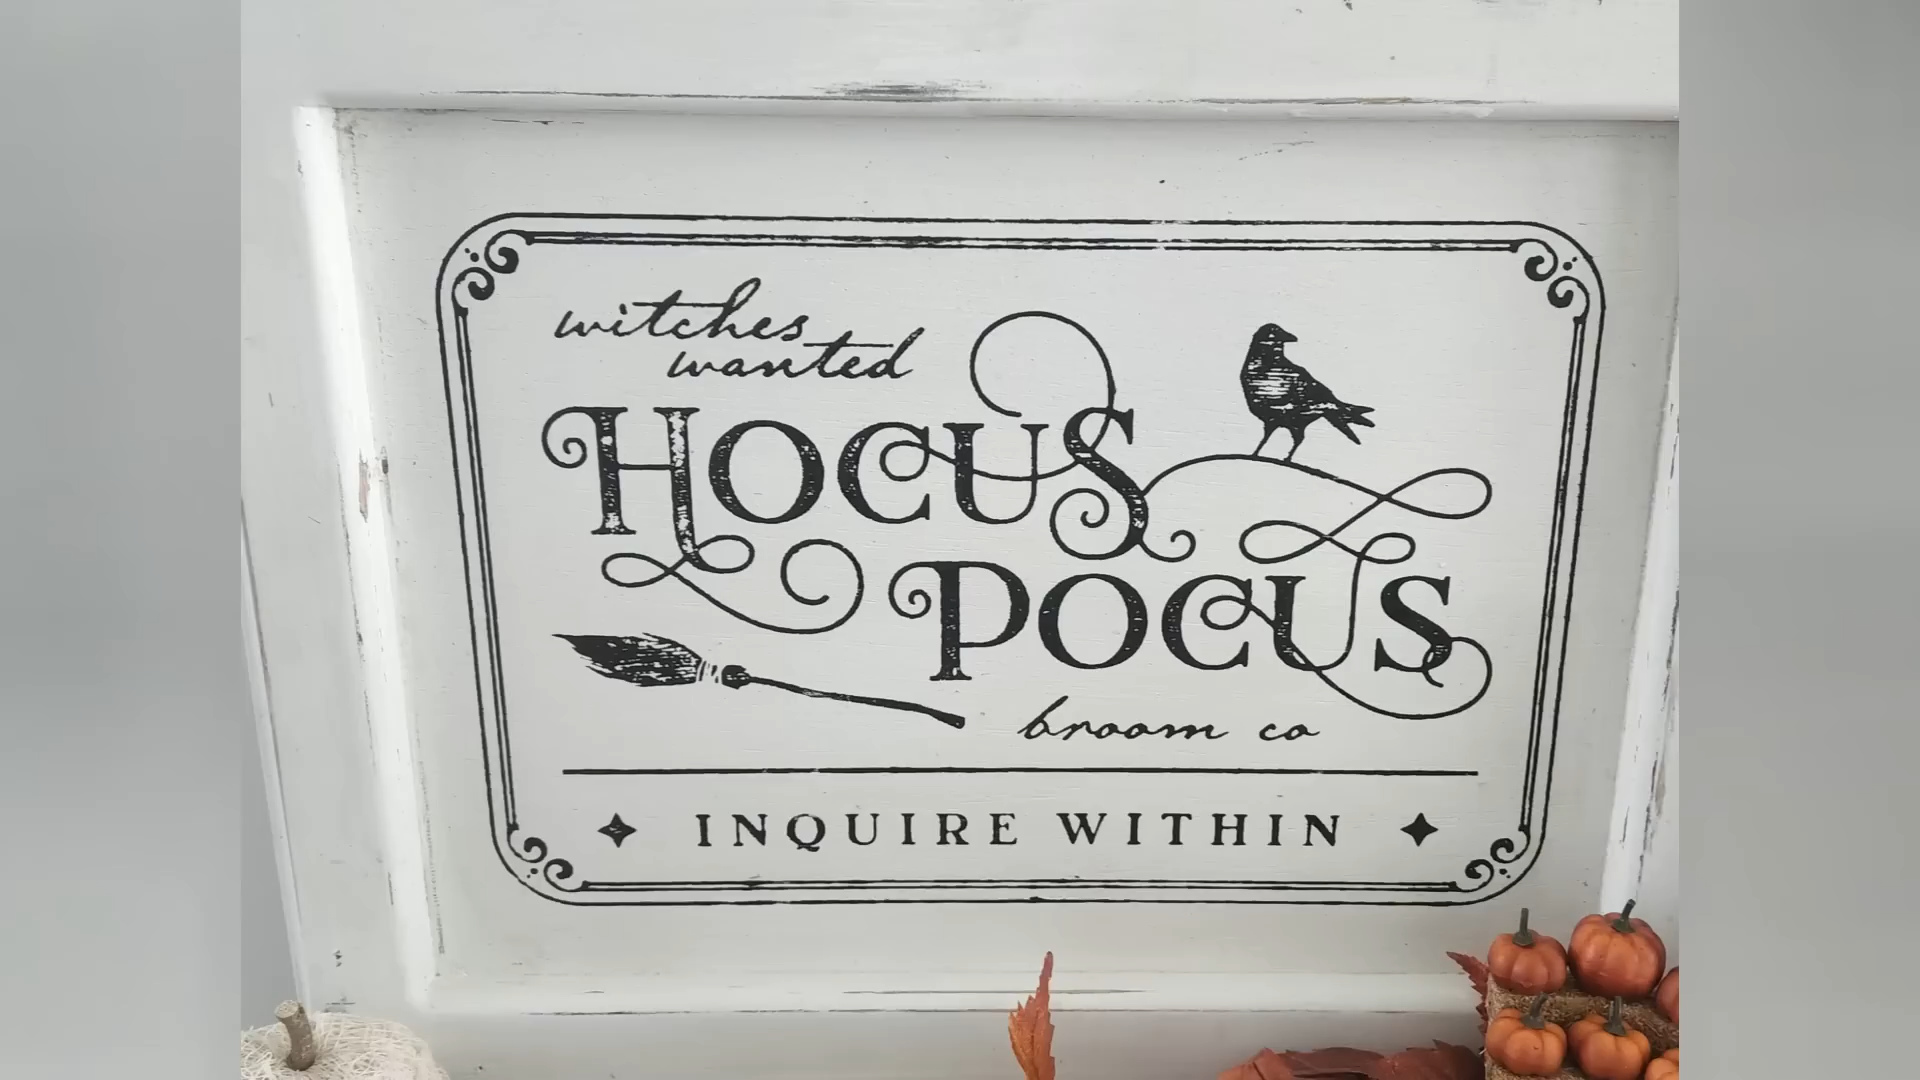 witches
wanted
HOCUS
POCUS
broom co
INQUIRE WITHIN